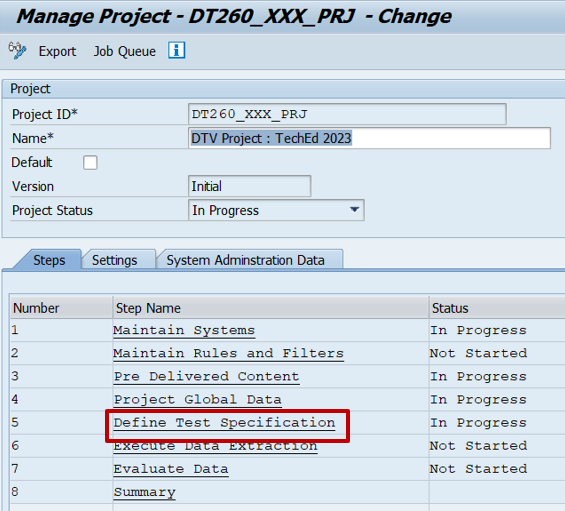 Manage Project - DT260_XXX_PRJ - Change
Export Job Queue
Project
Project ID* DT260_XXX_PRJ
Name* DTV Project : TechEd 2023
Default
Version Initial
Project Status In Progress
Steps Settings System Adminstration Data
Number Step Name Status
1 Maintain Systems In Progress
2 Maintain Rules and Filters Not Started
3 Pre Delivered Content In Progress
4 Project Global Data In Progress
5 Define Test Specification In Progress
6 Execute Data Extraction Not Started
7 Evaluate Data Not Started
8 Summary